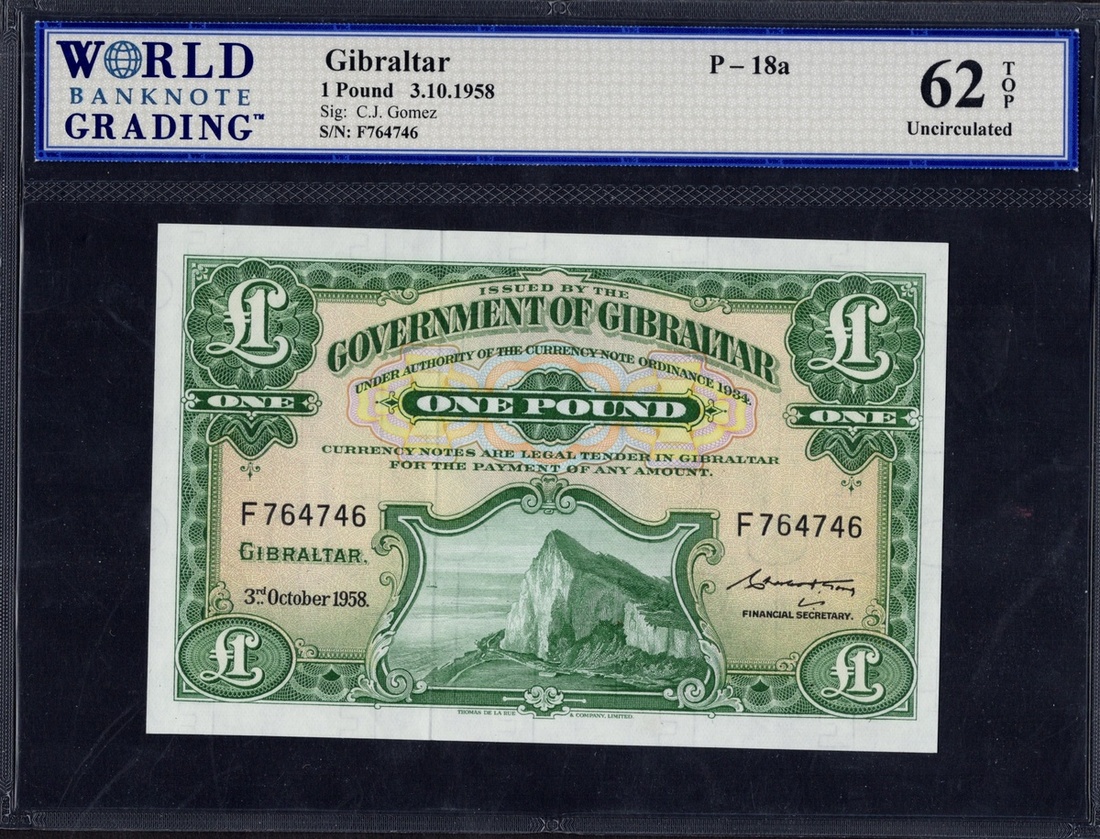 WORLD
BANKNOTE
GRADING™
Gibraltar
1 Pound 3.10.1958
Sig: C.J. Gomez
S/N: F764746
P – 18a
62 TOP
Uncirculated
£1
£1
ISSUED BY THE
GOVERNMENT OF GIBRALTAR
UNDER AUTHORITY OF THE CURRENCY NOTE ORDINANCE 1934.
ONE
ONE POUND
ONE
CURRENCY NOTES ARE LEGAL TENDER IN GIBRALTAR
FOR THE PAYMENT OF ANY AMOUNT.
F764746
F764746
GIBRALTAR.
3rd. October 1958.
FINANCIAL SECRETARY.
£1
£1
THOMAS DE LA RUE & COMPANY, LIMITED.